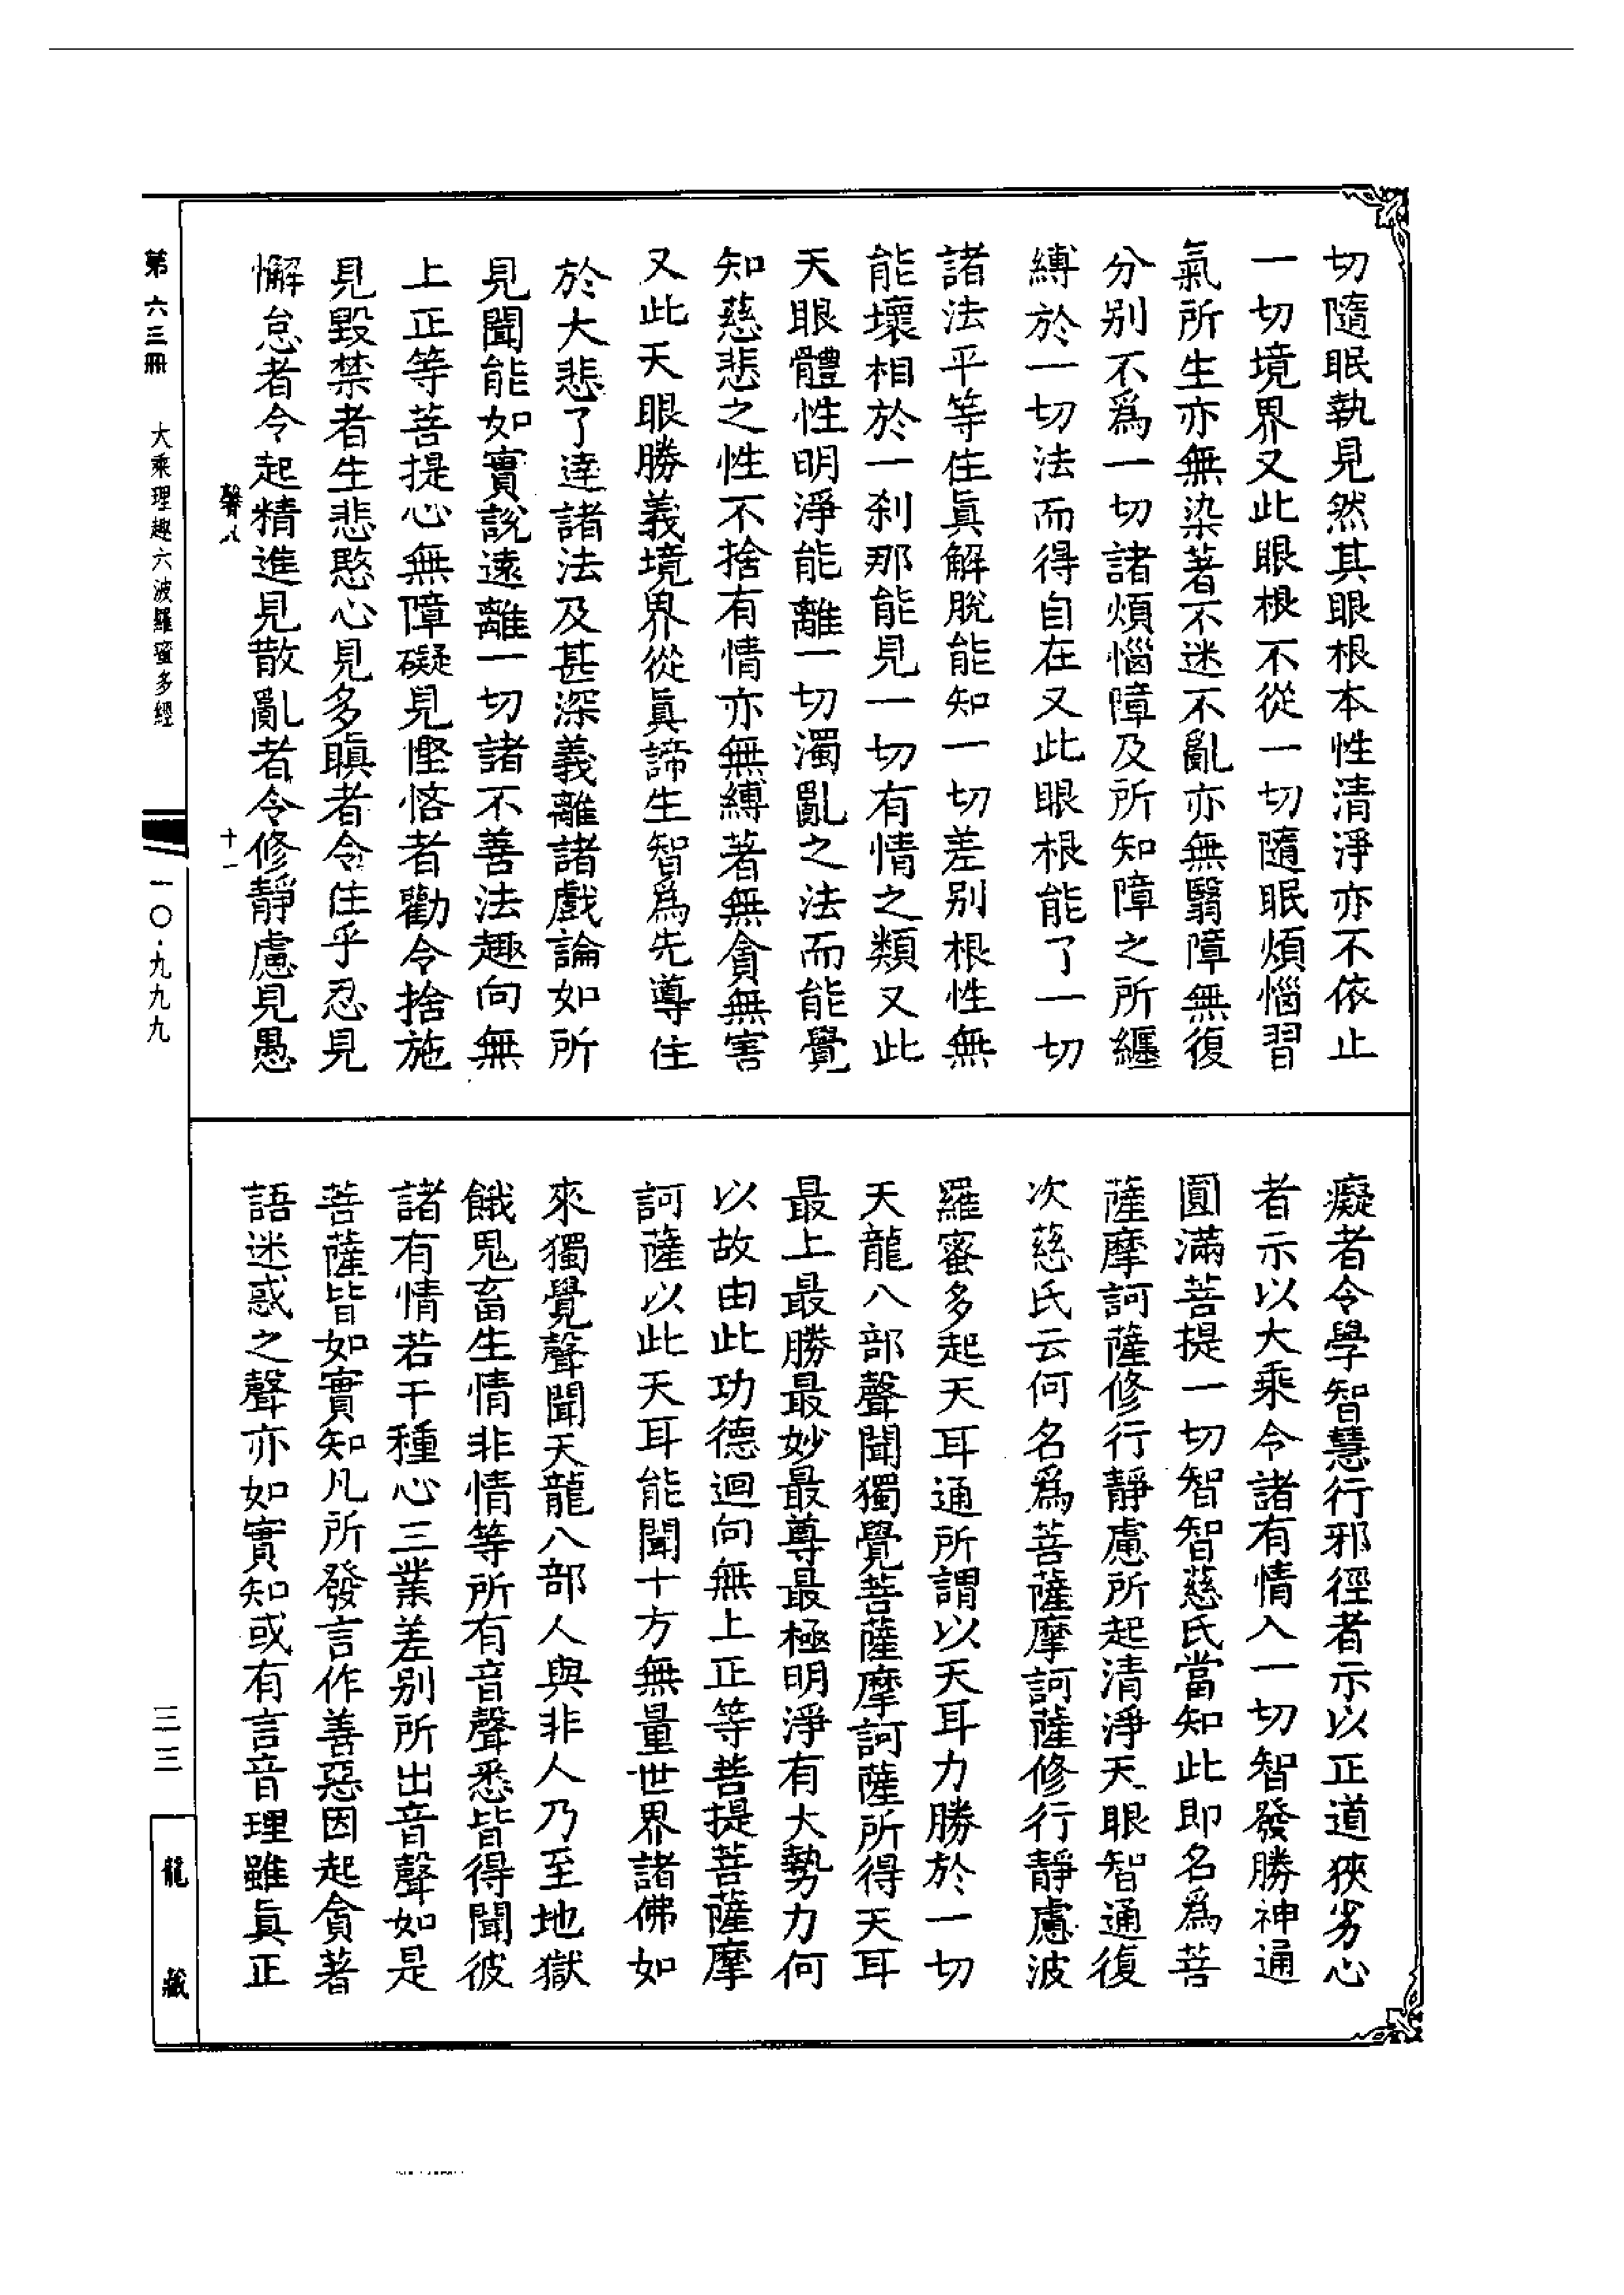 切隨眠執見然其眼根本性清淨亦不依止
一切境界又此眼根不從一切隨眠煩惱習
氣所生亦無染著不迷不亂亦無翳障無復
分別不爲一切諸煩惱障及所知障之所纒
縛於一切法而得自在又此眼根能了一切
諸法平等住眞解脫能知一切差別根性無
能壞相於一刹那能見一切有情之類又此
天眼體性明淨能離一切濁亂之法而能覺
知慈悲之性不捨有情亦無縛著無貪無害
又此天眼勝義境界從眞諦生智爲先導住
於大悲了達諸法及甚深義離諸戲論如所
見聞能如實說遠離一切諸不善法趣向無
上正等菩提心無障礙見慳悋者勸令捨施
見毀禁者生悲愍心見多瞋者令住乎忍見
懈怠者令起精進見散亂者令修靜慮見愚
馨八
十一
癡者令學智慧行邪徑者示以正道狹劣心
者示以大乘令諸有情入一切智發勝神通
圓滿菩提一切智智慈氏當知此卽名爲菩
薩摩訶薩修行靜慮所起清淨天眼智通復
次慈氏云何名爲菩薩摩訶薩修行靜慮波
羅蜜多起天耳通所謂以天耳力勝於一切
天龍八部聲聞獨覺菩薩摩訶薩所得天耳
最上最勝最妙最尊最極明淨有大勢力何
以故由此功德迴向無上正等菩提菩薩摩
訶薩以此天耳能聞十方無量世界諸佛如
來獨覺聲聞天龍八部人與非人乃至地獄
餓鬼畜生情非情等所有音聲悉皆得聞彼
諸有情若干種心三業差別所出音聲如是
菩薩皆如實知凡所發言作善惡因起貪著
語迷惑之聲亦如實知或有言音理雖眞正
第六三冊
大乘理趣六波羅蜜多經
一〇·九九九
三三
龍藏